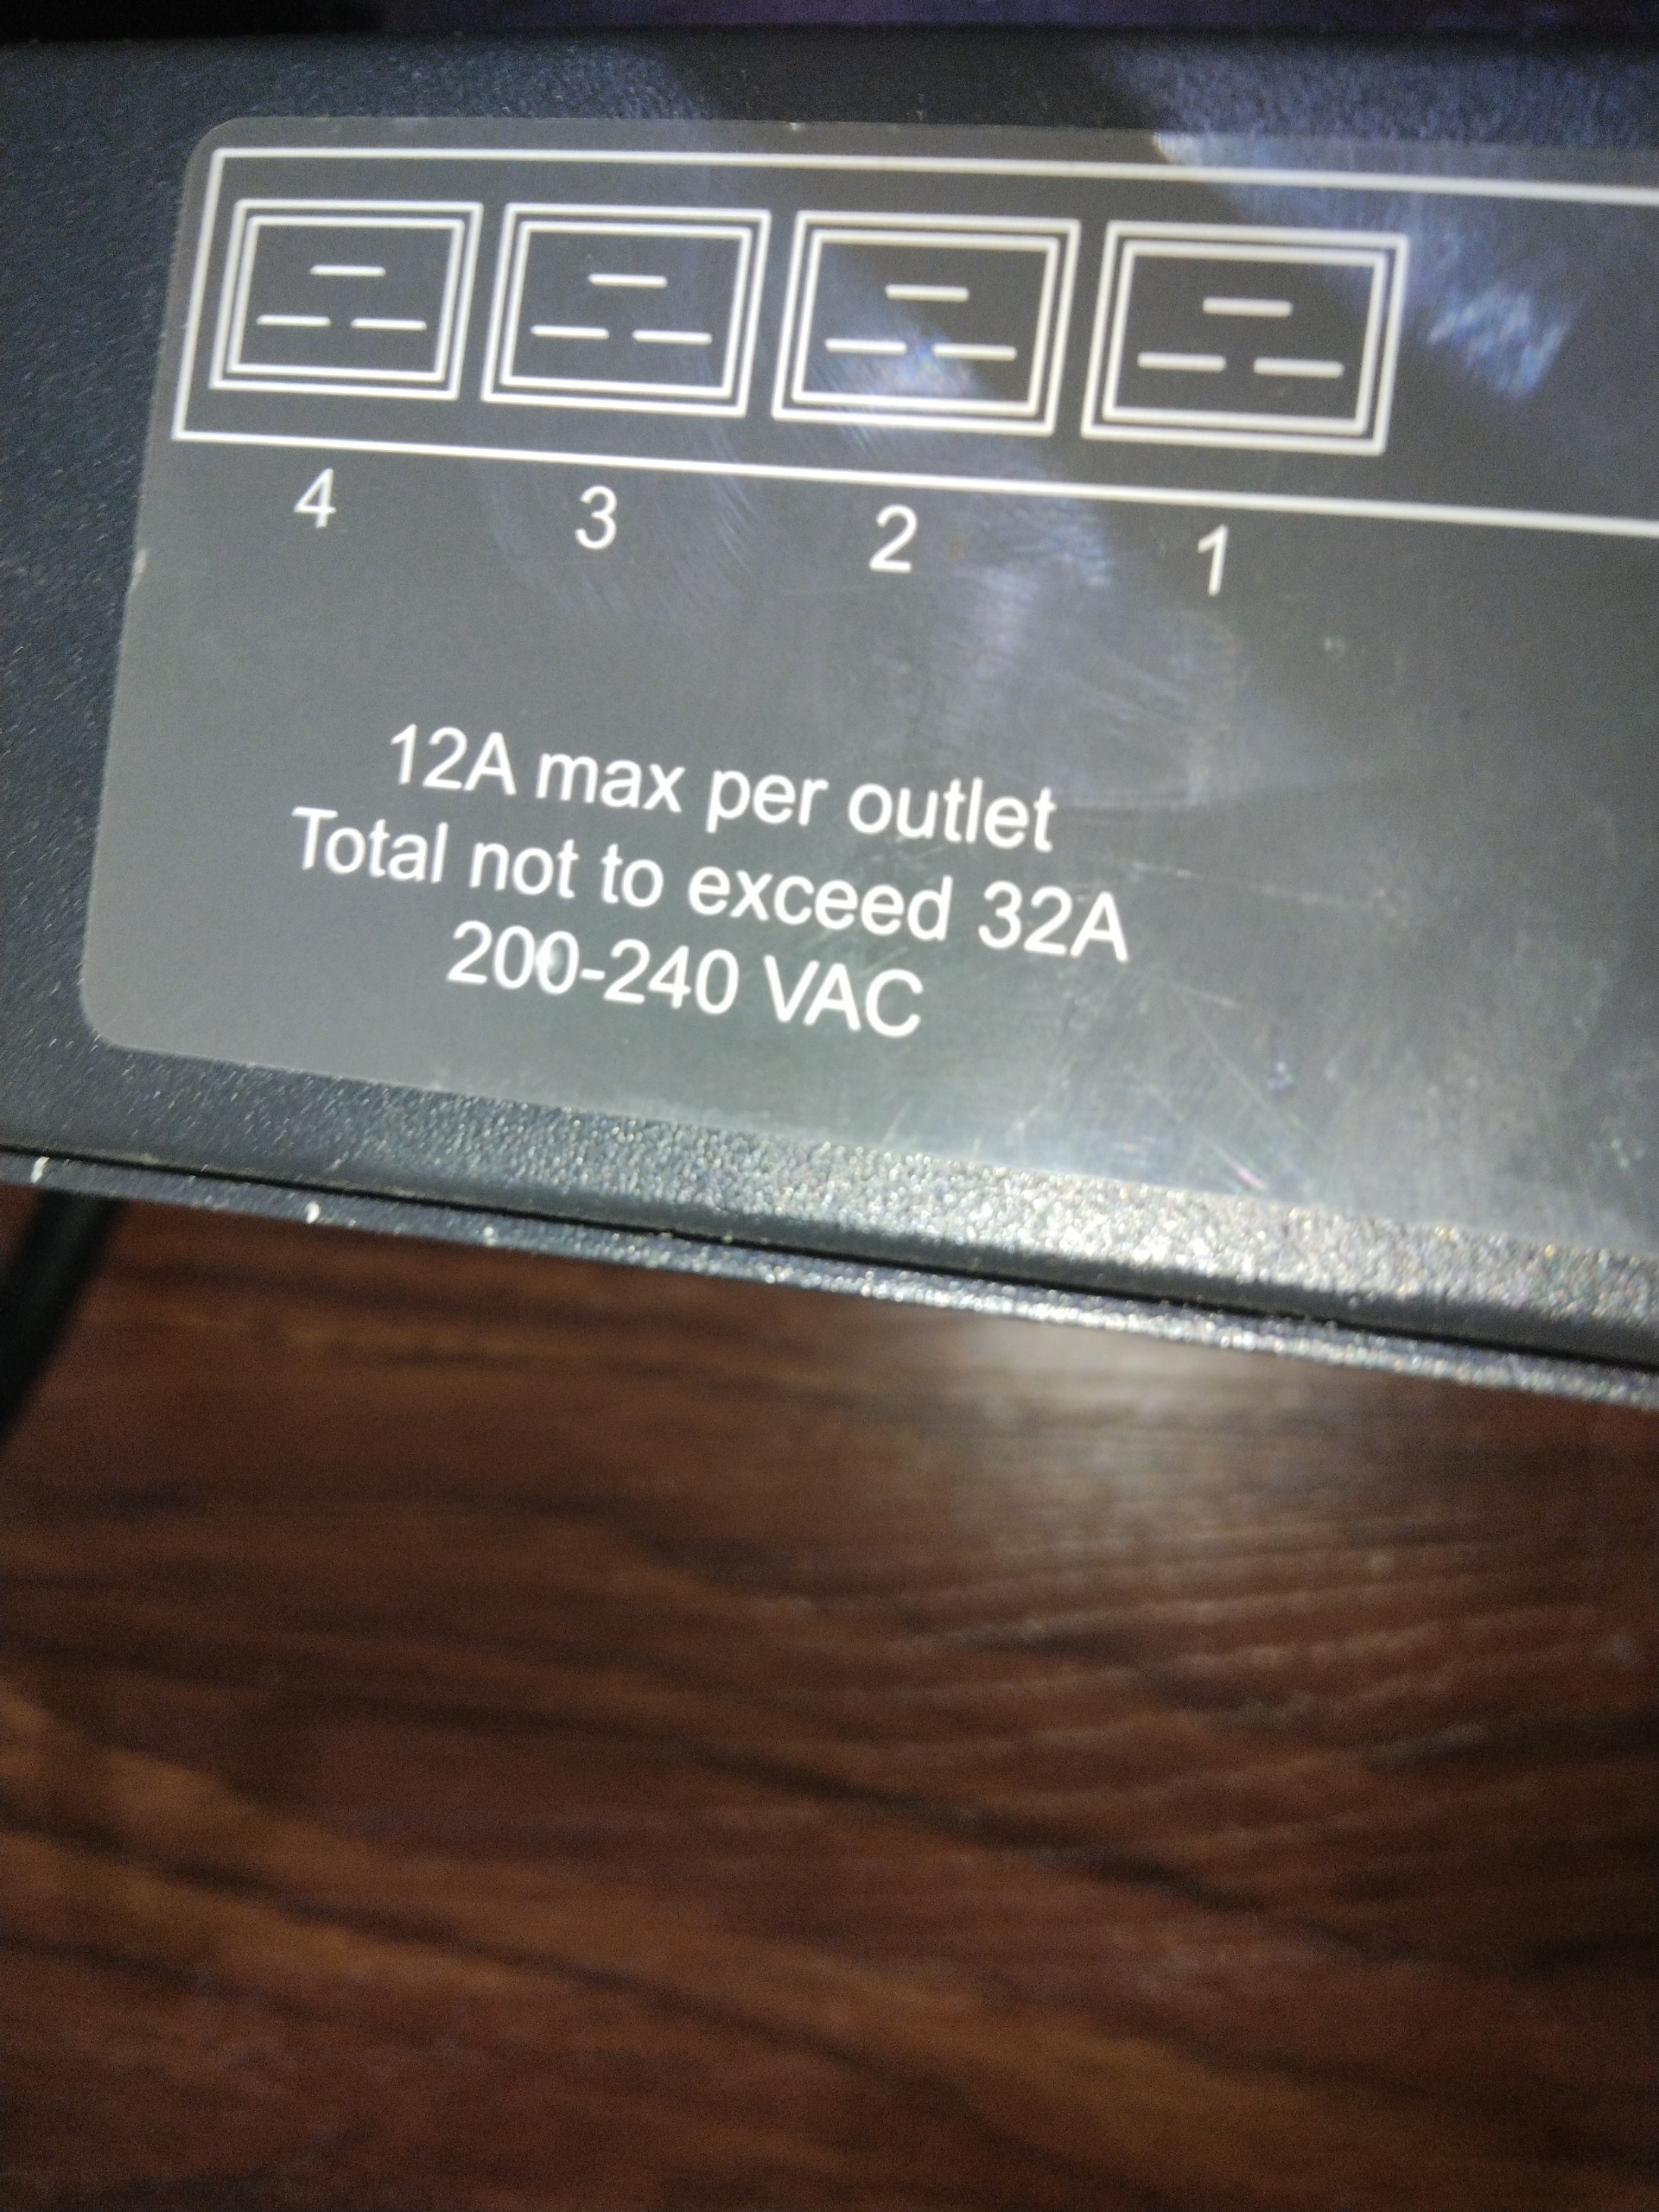 4 3 2 1
12A max per outlet
Total not to exceed 32A
200-240 VAC